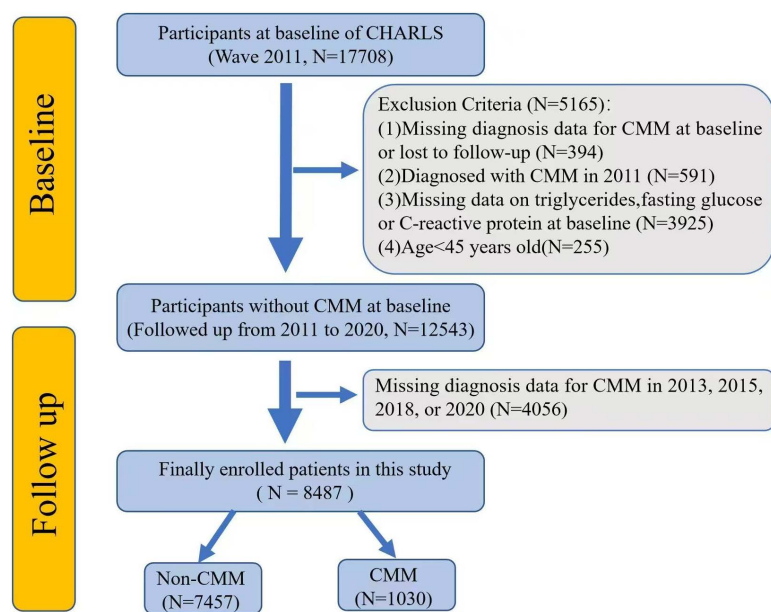 Baseline
Participants at baseline of CHARLS
(Wave 2011, N=17708)
Exclusion Criteria (N=5165):
(1)Missing diagnosis data for CMM at baseline
or lost to follow-up (N=394)
(2)Diagnosed with CMM in 2011 (N=591)
(3)Missing data on triglycerides,fasting glucose
or C-reactive protein at baseline (N=3925)
(4)Age<45 years old(N=255)
Participants without CMM at baseline
(Followed up from 2011 to 2020, N=12543)
Follow up
Missing diagnosis data for CMM in 2013, 2015,
2018, or 2020 (N=4056)
Finally enrolled patients in this study
( N = 8487 )
Non-CMM
(N=7457)
CMM
(N=1030)